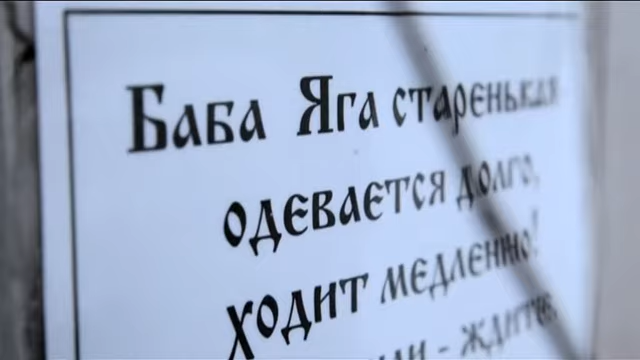 Баба Яга старенькая
одевается долго,
ходит медленно!
- ждите.